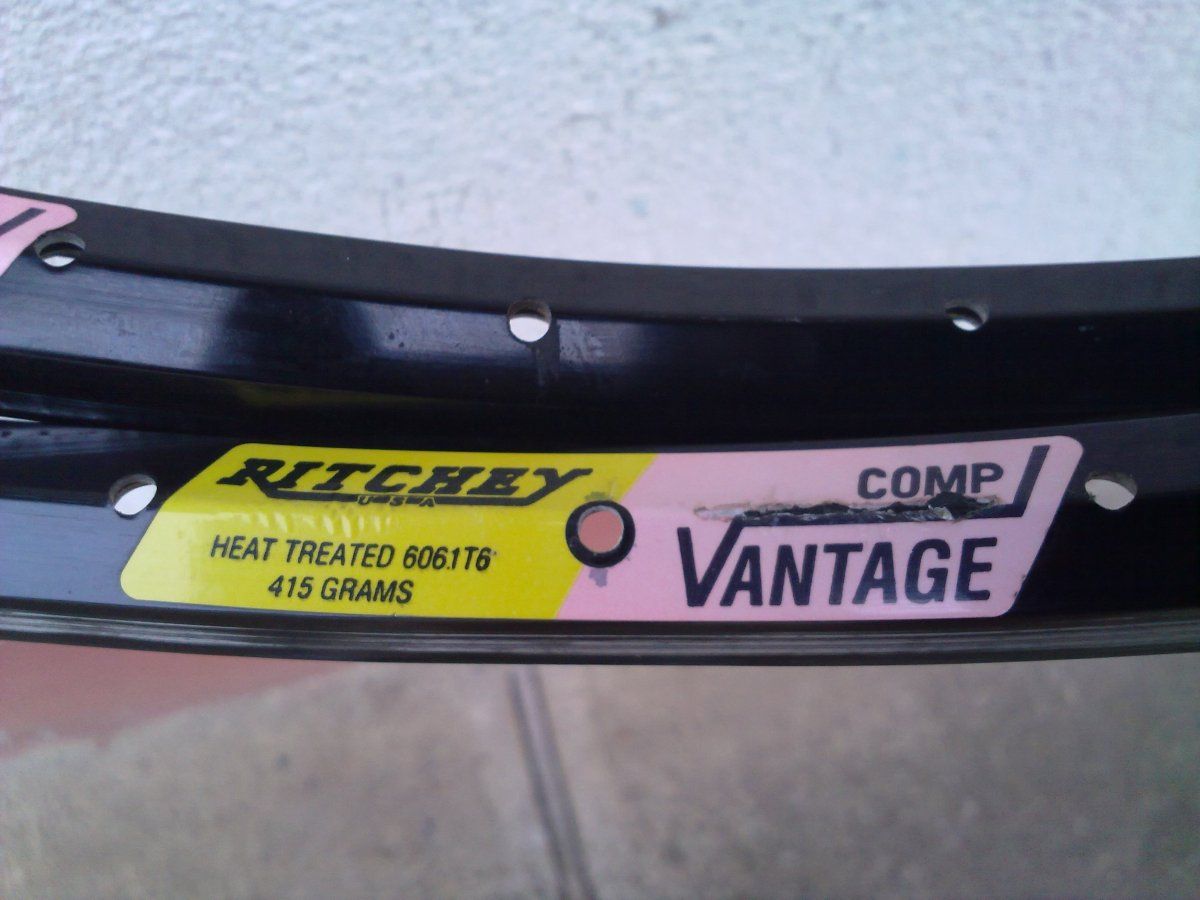 RITCHEY
USA
HEAT TREATED 6061T6
415 GRAMS
COMP
VANTAGE